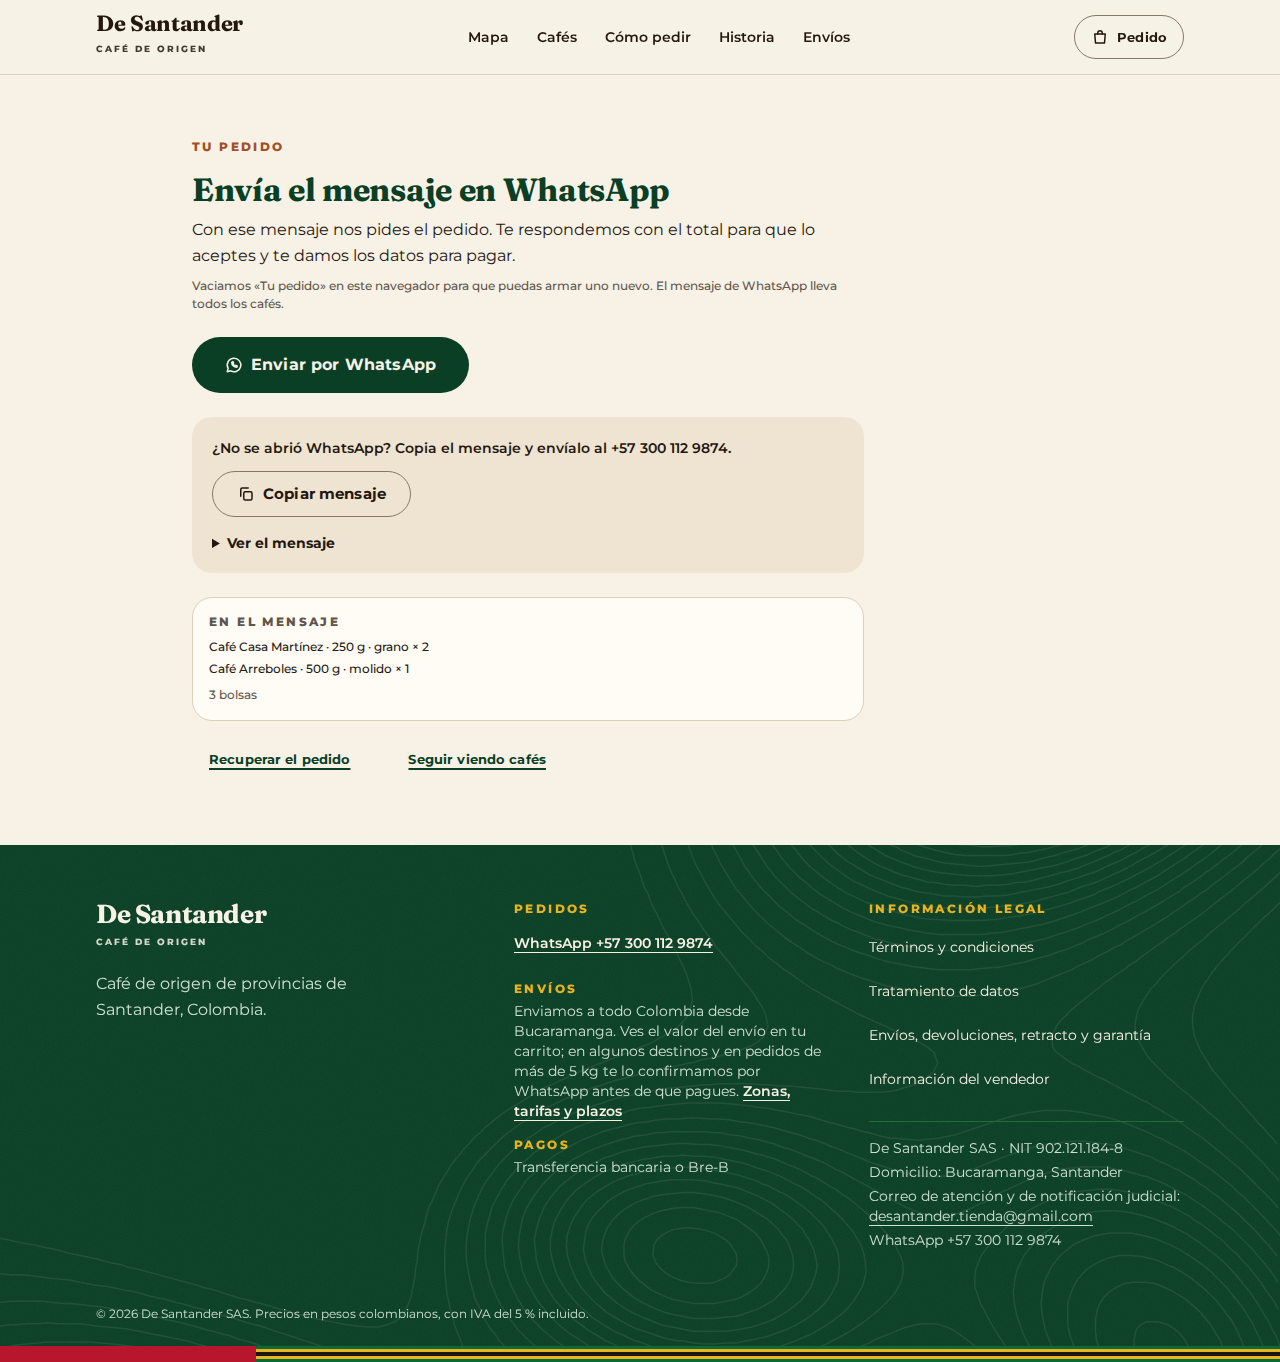 De Santander
CAFÉ DE ORIGEN
Mapa
Cafés
Cómo pedir
Historia
Envíos
Pedido
TU PEDIDO
Envía el mensaje en WhatsApp
Con ese mensaje nos pides el pedido. Te respondemos con el total para que lo
aceptes y te damos los datos para pagar.
Vaciamos «Tu pedido» en este navegador para que puedas armar uno nuevo. El mensaje de WhatsApp lleva
todos los cafés.
Enviar por WhatsApp
¿No se abrió WhatsApp? Copia el mensaje y envíalo al +57 300 112 9874.
Copiar mensaje
Ver el mensaje
EN EL MENSAJE
Café Casa Martínez · 250 g · grano × 2
Café Arreboles · 500 g · molido × 1
3 bolsas
Recuperar el pedido
Seguir viendo cafés
De Santander
CAFÉ DE ORIGEN
Café de origen de provincias de
Santander, Colombia.
PEDIDOS
WhatsApp +57 300 112 9874
ENVÍOS
Enviamos a todo Colombia desde
Bucaramanga. Ves el valor del envío en tu
carrito; en algunos destinos y en pedidos de
más de 5 kg te lo confirmamos por
WhatsApp antes de que pagues. Zonas,
tarifas y plazos
PAGOS
Transferencia bancaria o Bre-B
INFORMACIÓN LEGAL
Términos y condiciones
Tratamiento de datos
Envíos, devoluciones, retracto y garantía
Información del vendedor
De Santander SAS · NIT 902.121.184-8
Domicilio: Bucaramanga, Santander
Correo de atención y de notificación judicial:
desantander.tienda@gmail.com
WhatsApp +57 300 112 9874
© 2026 De Santander SAS. Precios en pesos colombianos, con IVA del 5 % incluido.